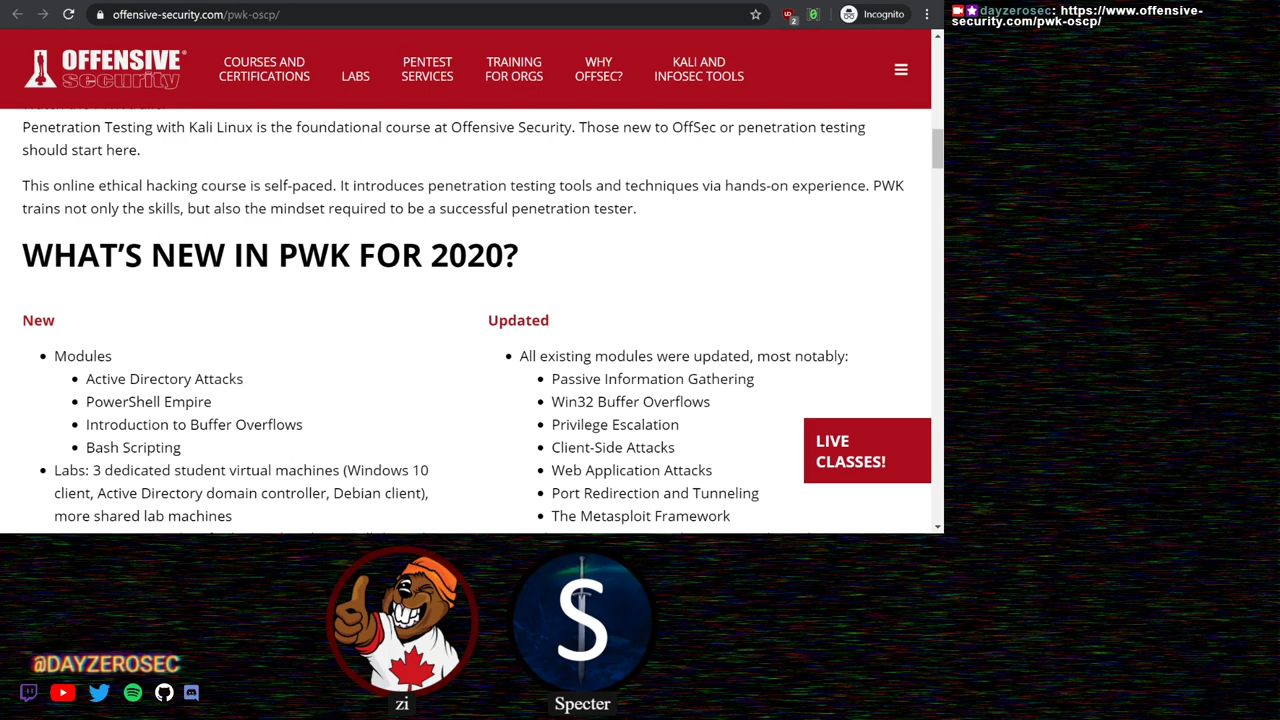 offensive-security.com/pwk-oscp/
2
Incognito
dayzerosec: https://www.offensive-
security.com/pwk-oscp/
OFFENSIVE
security
COURSES AND
CERTIFICATIONS
LABS
PENTEST
SERVICES
TRAINING
FOR ORGS
WHY
OFFSEC?
KALI AND
INFOSEC TOOLS
Penetration Testing with Kali Linux is the foundational course at Offensive Security. Those new to OffSec or penetration testing
should start here.
This online ethical hacking course is self-paced. It introduces penetration testing tools and techniques via hands-on experience. PWK
trains not only the skills, but also the mindset required to be a successful penetration tester.
WHAT'S NEW IN PWK FOR 2020?
New
• Modules
• Active Directory Attacks
• PowerShell Empire
• Introduction to Buffer Overflows
• Bash Scripting
• Labs: 3 dedicated student virtual machines (Windows 10
client, Active Directory domain controller, Debian client),
more shared lab machines
Updated
• All existing modules were updated, most notably:
• Passive Information Gathering
• Win32 Buffer Overflows
• Privilege Escalation
• Client-Side Attacks
• Web Application Attacks
• Port Redirection and Tunneling
• The Metasploit Framework
LIVE
CLASSES!
S
@DAYZEROSEC
zi
Specter